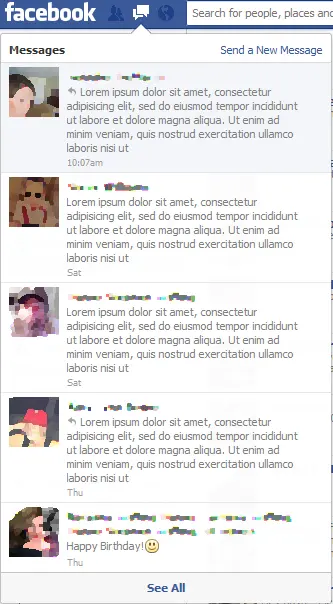 facebook
Search for people, places and
Messages
Send a New Message
Lorem ipsum dolor sit amet, consectetur
adipisicing elit, sed do eiusmod tempor incididunt
ut labore et dolore magna aliqua. Ut enim ad
minim veniam, quis nostrud exercitation ullamco
laboris nisi ut
10:07am
Lorem ipsum dolor sit amet, consectetur
adipisicing elit, sed do eiusmod tempor incididunt
ut labore et dolore magna aliqua. Ut enim ad
minim veniam, quis nostrud exercitation ullamco
laboris nisi ut
Sat
Lorem ipsum dolor sit amet, consectetur
adipisicing elit, sed do eiusmod tempor incididunt
ut labore et dolore magna aliqua. Ut enim ad
minim veniam, quis nostrud exercitation ullamco
laboris nisi ut
Sat
Lorem ipsum dolor sit amet, consectetur
adipisicing elit, sed do eiusmod tempor incididunt
ut labore et dolore magna aliqua. Ut enim ad
minim veniam, quis nostrud exercitation ullamco
laboris nisi ut
Thu
Happy Birthday!
Thu
See All